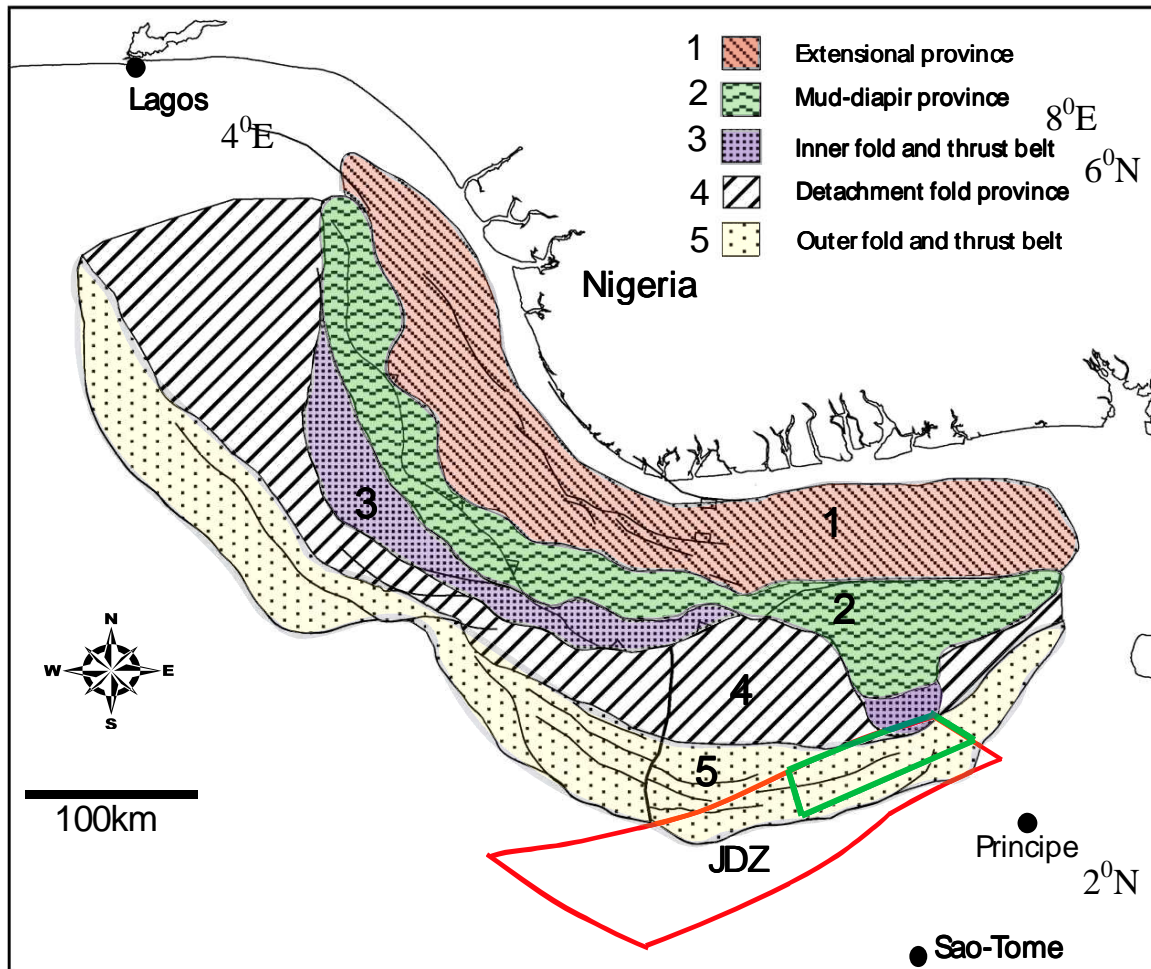 1 Extensional province
Lagos
2 Mud-diapir province
8⁰E
4⁰E
3 Inner fold and thrust belt
6⁰N
4 Detachment fold province
5 Outer fold and thrust belt
Nigeria
3
1
2
N
W E
S
4
5
100km
JDZ
Principe
2⁰N
Sao-Tome